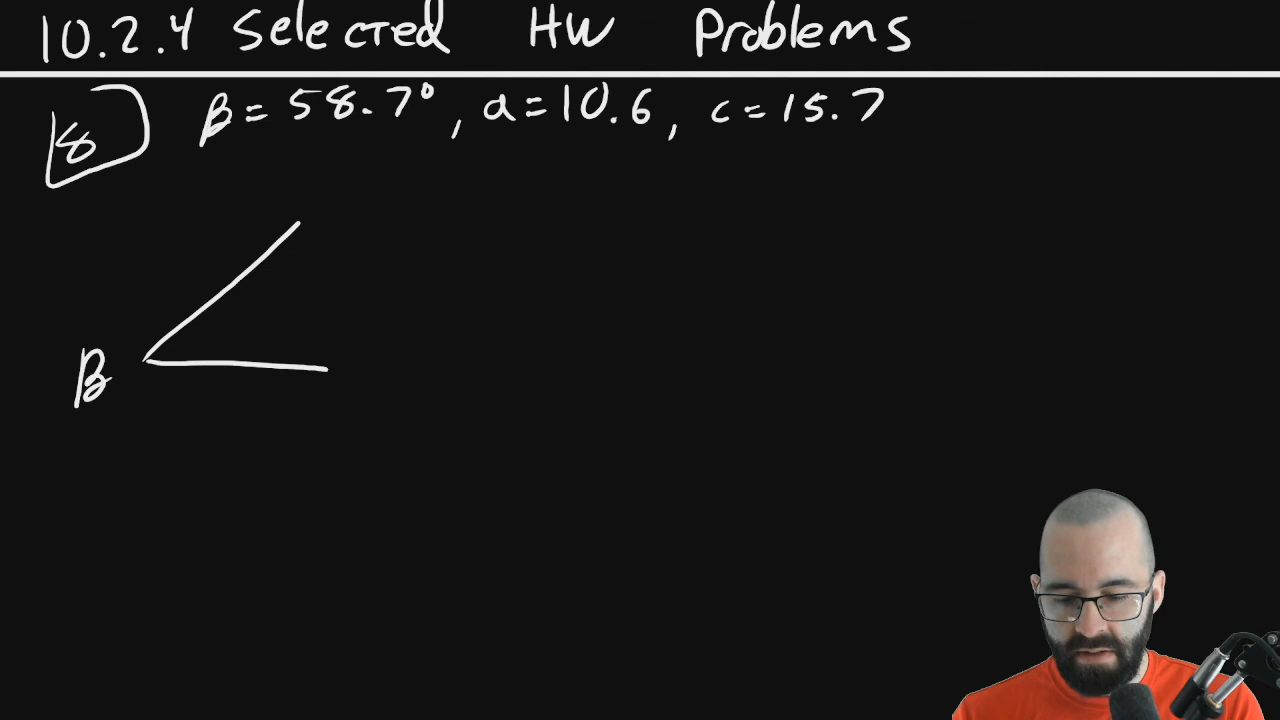 10.2.4 Selected HW Problems
8 β = 58.7°, a = 10.6, c = 15.7
β